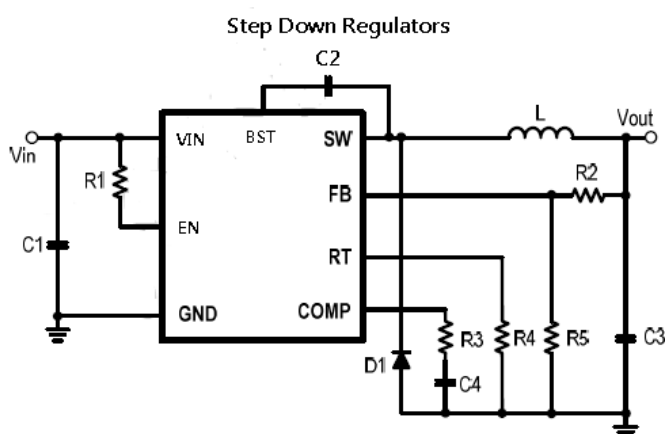 Step Down Regulators
C2
L
Vout
Vin
VIN
BST
SW
R1
FB
R2
EN
C1
RT
GND
COMP
R3
R4
R5
C3
D1
C4